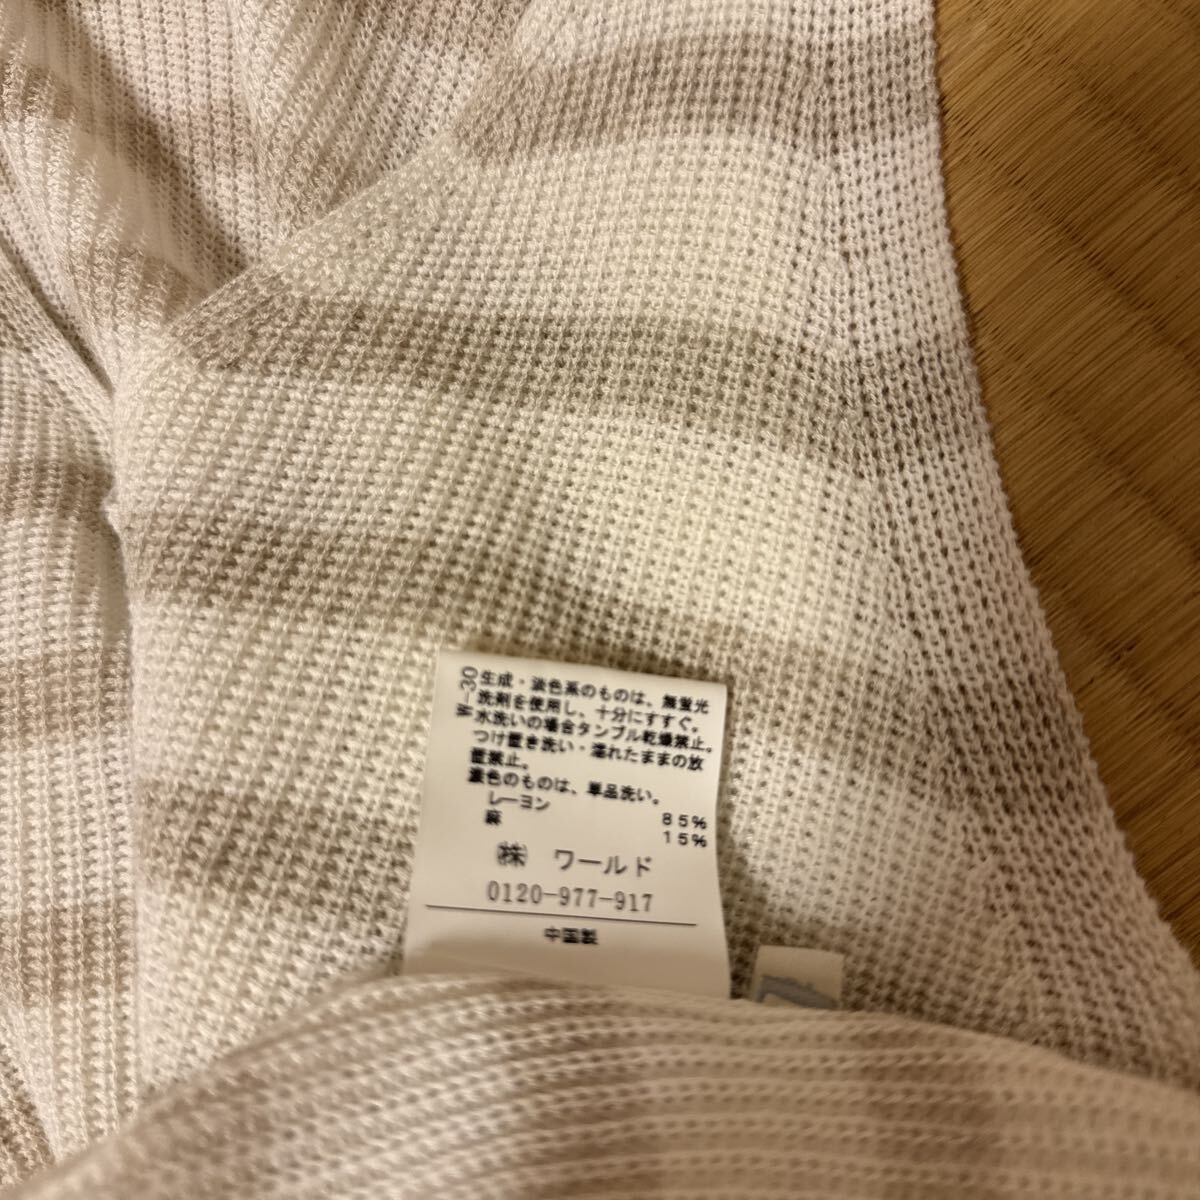 W-30
生成・淡色系のものは、無蛍光
洗剤を使用し、十分にすすぐ。
水洗いの場合タンブル乾燥禁止。
つけ置き洗い・濡れたままの放
置禁止。
濃色のものは、単品洗い。
レーヨン 85%
麻 15%
㈱ ワールド
0120-977-917
中国製